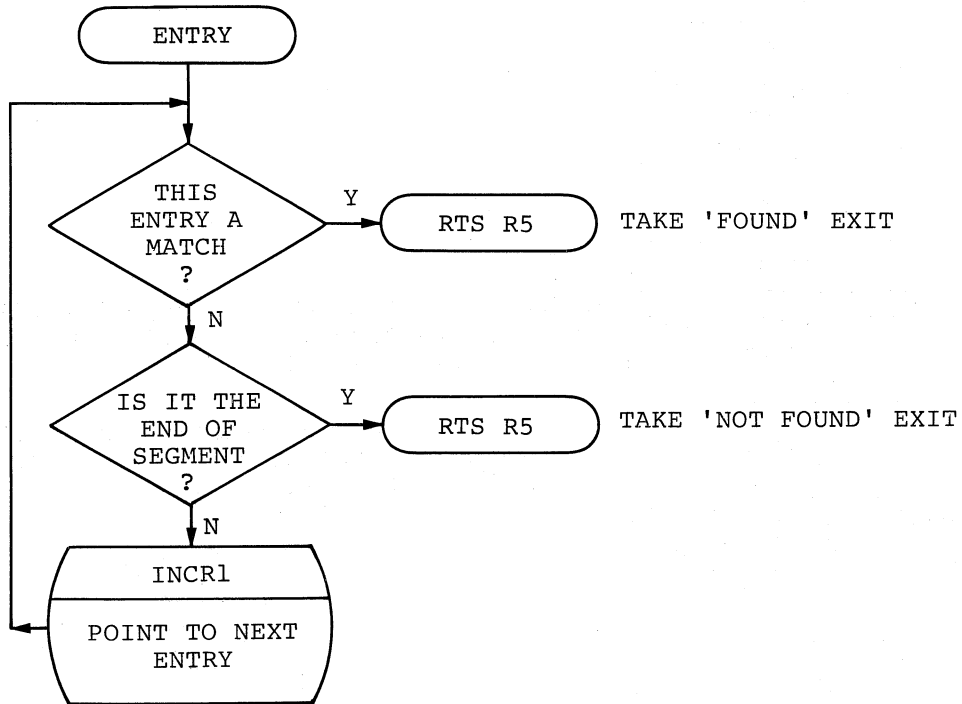 ENTRY
THIS
ENTRY A
MATCH
?
Y
RTS R5
TAKE 'FOUND' EXIT
N
IS IT THE
END OF
SEGMENT
?
Y
RTS R5
TAKE 'NOT FOUND' EXIT
N
INCR1
POINT TO NEXT
ENTRY